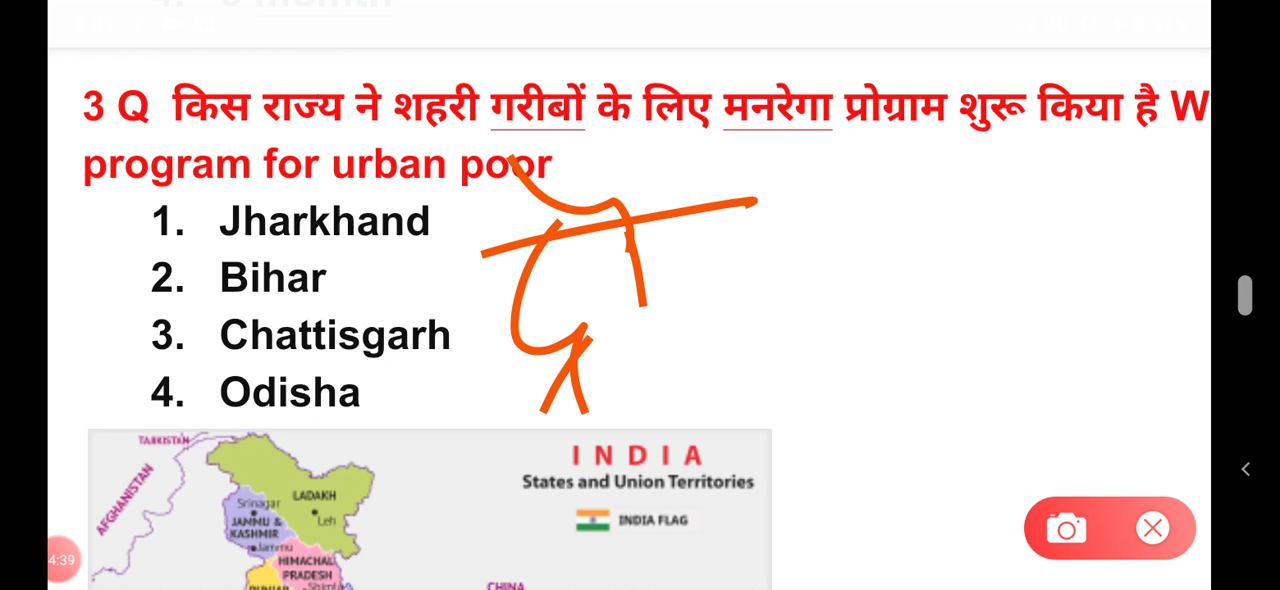 3 Q किस राज्य ने शहरी गरीबों के लिए मनरेगा प्रोग्राम शुरू किया है W
program for urban poor
1. Jharkhand
2. Bihar
3. Chattisgarh
4. Odisha
TAJIKISTAN
AFGHANISTAN
INDIA
States and Union Territories
INDIA FLAG
LADAKH
Srinagar
Leh
JAMMU &
KASHMIR
Jammu
HIMACHAL
PRADESH
Shimla
CHINA
4:39